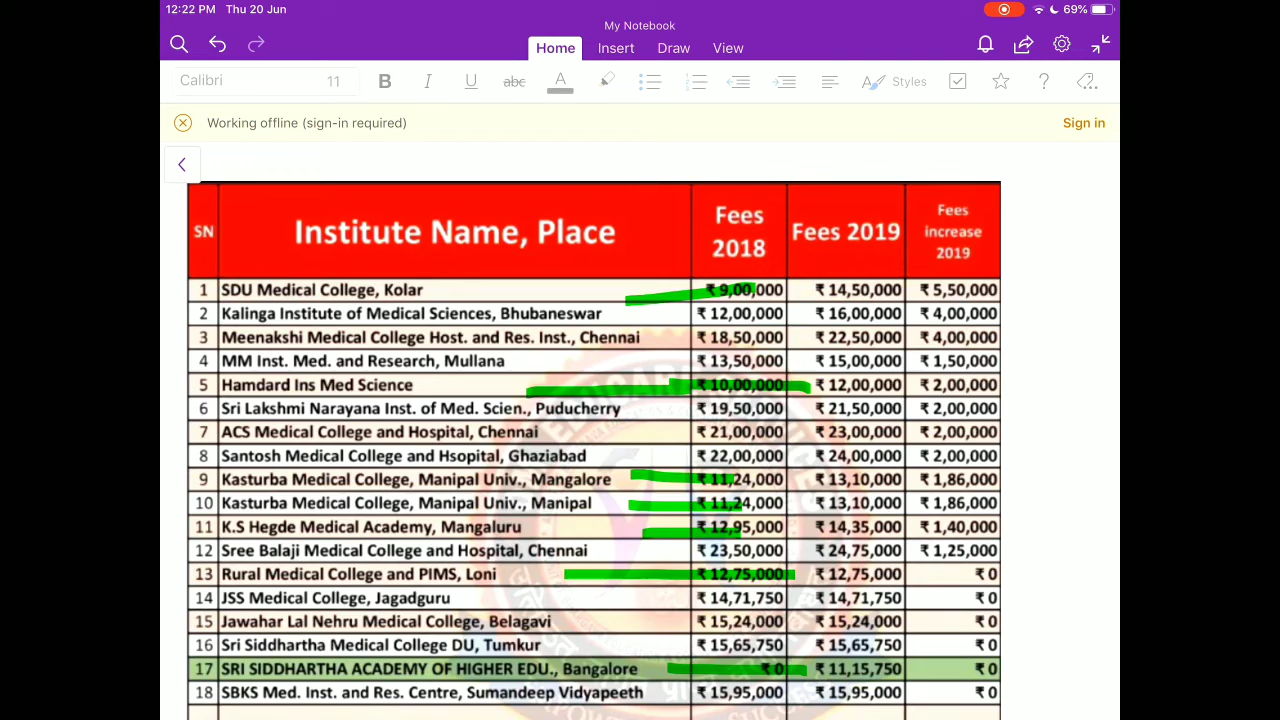 12:22 PM Thu 20 Jun 69%
My Notebook
Home Insert Draw View
Calibri 11 B I U abc A Styles ?
Working offline (sign-in required) Sign in
SN Institute Name, Place Fees 2018 Fees 2019 Fees increase 2019
1 SDU Medical College, Kolar ₹ 9,00,000 ₹ 14,50,000 ₹ 5,50,000
2 Kalinga Institute of Medical Sciences, Bhubaneswar ₹ 12,00,000 ₹ 16,00,000 ₹ 4,00,000
3 Meenakshi Medical College Host. and Res. Inst., Chennai ₹ 18,50,000 ₹ 22,50,000 ₹ 4,00,000
4 MM Inst. Med. and Research, Mullana ₹ 13,50,000 ₹ 15,00,000 ₹ 1,50,000
5 Hamdard Ins Med Science ₹ 10,00,000 ₹ 12,00,000 ₹ 2,00,000
6 Sri Lakshmi Narayana Inst. of Med. Scien., Puducherry ₹ 19,50,000 ₹ 21,50,000 ₹ 2,00,000
7 ACS Medical College and Hospital, Chennai ₹ 21,00,000 ₹ 23,00,000 ₹ 2,00,000
8 Santosh Medical College and Hsopital, Ghaziabad ₹ 22,00,000 ₹ 24,00,000 ₹ 2,00,000
9 Kasturba Medical College, Manipal Univ., Mangalore ₹ 11,24,000 ₹ 13,10,000 ₹ 1,86,000
10 Kasturba Medical College, Manipal Univ., Manipal ₹ 11,24,000 ₹ 13,10,000 ₹ 1,86,000
11 K.S Hegde Medical Academy, Mangaluru ₹ 12,95,000 ₹ 14,35,000 ₹ 1,40,000
12 Sree Balaji Medical College and Hospital, Chennai ₹ 23,50,000 ₹ 24,75,000 ₹ 1,25,000
13 Rural Medical College and PIMS, Loni ₹ 12,75,000 ₹ 12,75,000 ₹ 0
14 JSS Medical College, Jagadguru ₹ 14,71,750 ₹ 14,71,750 ₹ 0
15 Jawahar Lal Nehru Medical College, Belagavi ₹ 15,24,000 ₹ 15,24,000 ₹ 0
16 Sri Siddhartha Medical College DU, Tumkur ₹ 15,65,750 ₹ 15,65,750 ₹ 0
17 SRI SIDDHARTHA ACADEMY OF HIGHER EDU., Bangalore ₹ 0 ₹ 11,15,750 ₹ 0
18 SBKS Med. Inst. and Res. Centre, Sumandeep Vidyapeeth ₹ 15,95,000 ₹ 15,95,000 ₹ 0